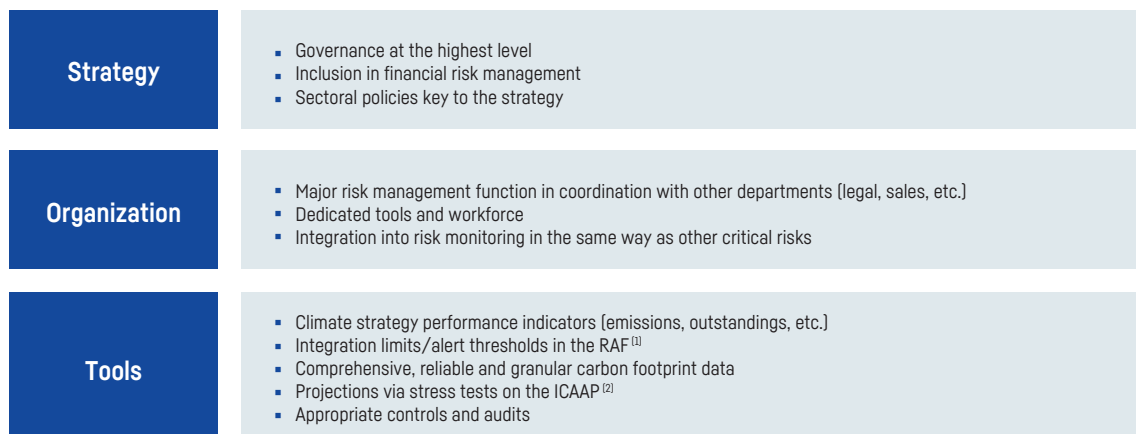 Strategy
▪ Governance at the highest level
▪ Inclusion in financial risk management
▪ Sectoral policies key to the strategy
Organization
▪ Major risk management function in coordination with other departments (legal, sales, etc.)
▪ Dedicated tools and workforce
▪ Integration into risk monitoring in the same way as other critical risks
Tools
▪ Climate strategy performance indicators (emissions, outstandings, etc.)
▪ Integration limits/alert thresholds in the RAF [1]
▪ Comprehensive, reliable and granular carbon footprint data
▪ Projections via stress tests on the ICAAP [2]
▪ Appropriate controls and audits